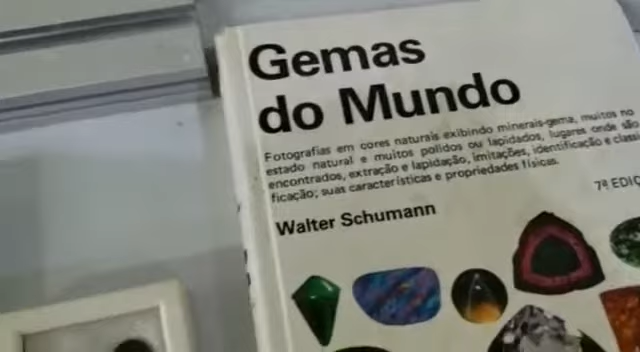 Gemas
do Mundo
Fotografias em cores naturais exibindo minerais-gema, muitos no
estado natural e muitos polidos ou lapidados, lugares onde são
encontrados, extração e lapidação, imitações, identificação e classi
ficação; suas características e propriedades físicas.
7ª EDIÇ
Walter Schumann